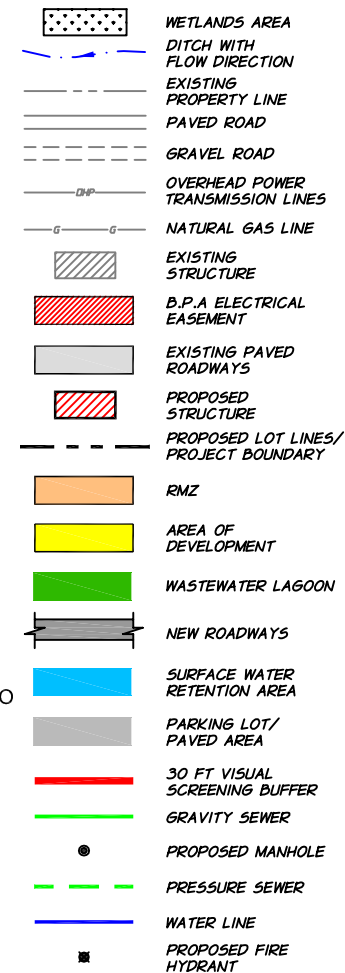 WETLANDS AREA
DITCH WITH
FLOW DIRECTION
EXISTING
PROPERTY LINE
PAVED ROAD
GRAVEL ROAD
OHP
OVERHEAD POWER
TRANSMISSION LINES
G G
NATURAL GAS LINE
EXISTING
STRUCTURE
B.P.A ELECTRICAL
EASEMENT
EXISTING PAVED
ROADWAYS
PROPOSED
STRUCTURE
PROPOSED LOT LINES/
PROJECT BOUNDARY
RMZ
AREA OF
DEVELOPMENT
WASTEWATER LAGOON
NEW ROADWAYS
O
SURFACE WATER
RETENTION AREA
PARKING LOT/
PAVED AREA
30 FT VISUAL
SCREENING BUFFER
GRAVITY SEWER
PROPOSED MANHOLE
PRESSURE SEWER
WATER LINE
PROPOSED FIRE
HYDRANT